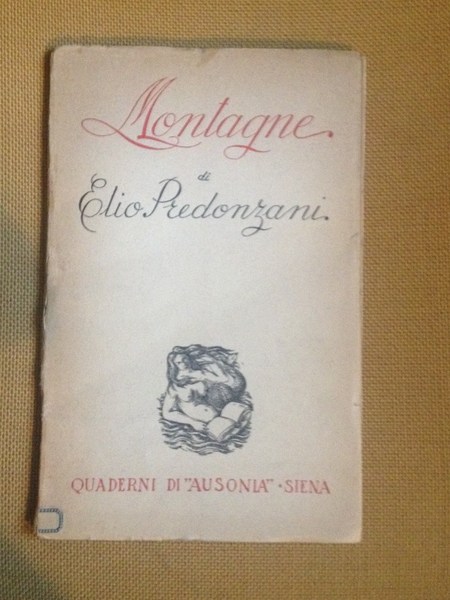 Montagne.
di
Elio Predonzani.
QUADERNI DI "AUSONIA" · SIENA